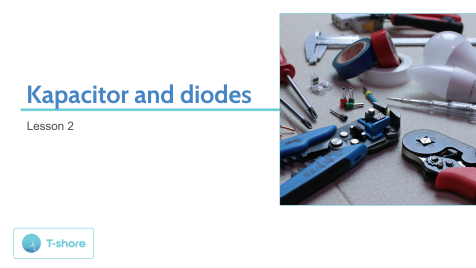 Kapacitor and diodes
Lesson 2
T-shore